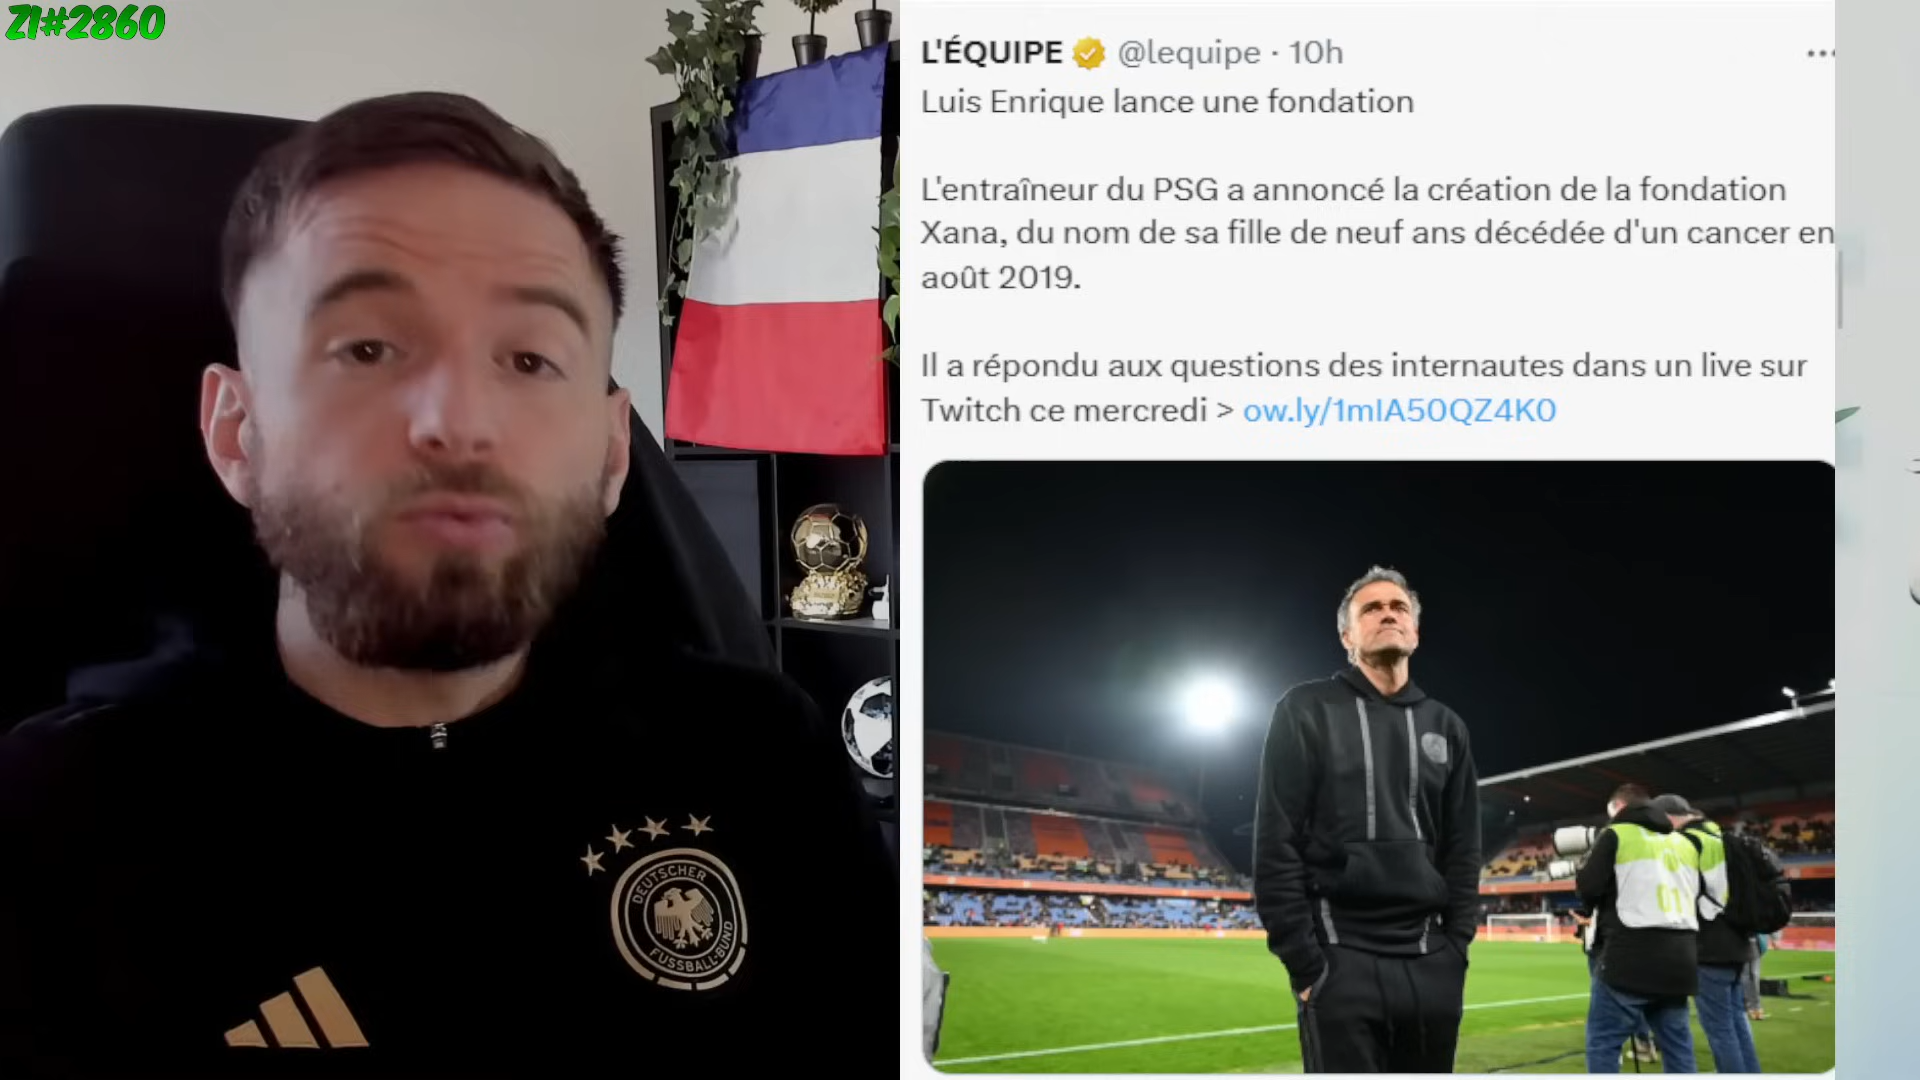 Z1#2860
L'ÉQUIPE @lequipe · 10h
Luis Enrique lance une fondation
L'entraîneur du PSG a annoncé la création de la fondation
Xana, du nom de sa fille de neuf ans décédée d'un cancer en
août 2019.
Il a répondu aux questions des internautes dans un live sur
Twitch ce mercredi > ow.ly/1mIA50QZ4K0
DEUTSCHER
FUSSBALL-BUND